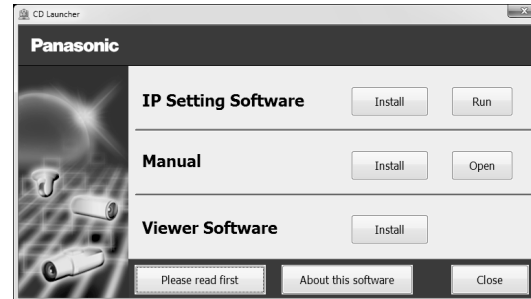 CD Launcher
Panasonic
IP Setting Software Install Run
Manual Install Open
Viewer Software Install
Please read first About this software Close